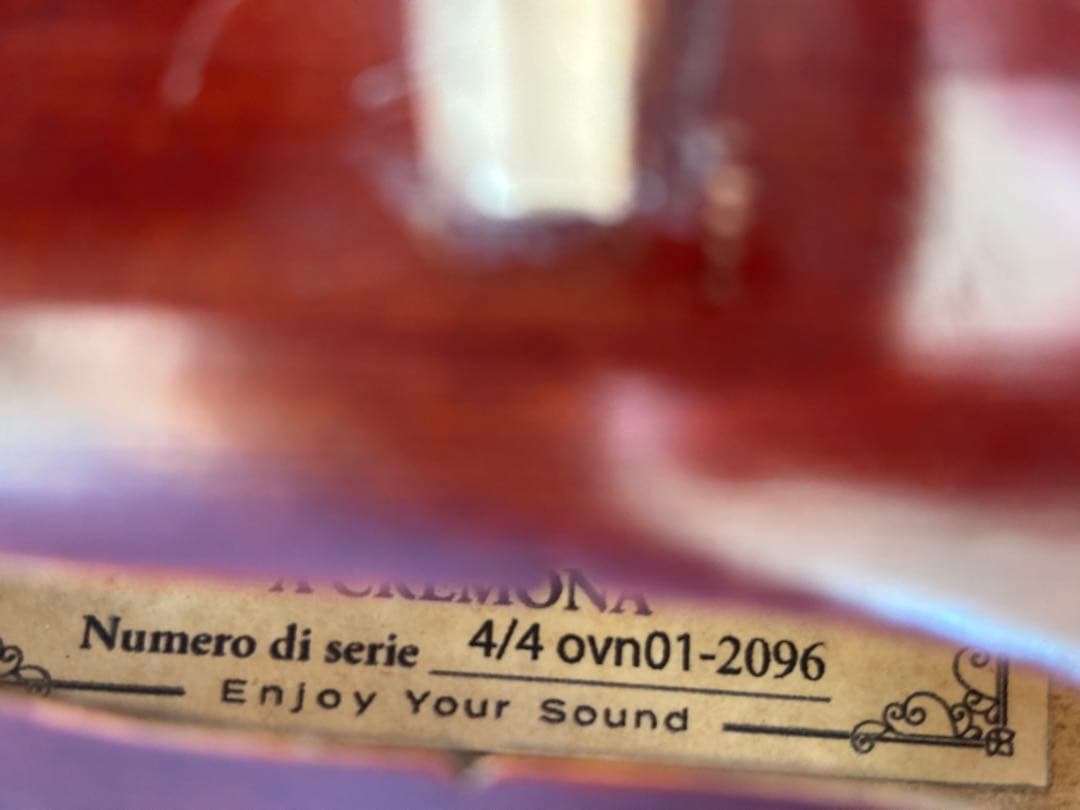 A CREMONA
Numero di serie 4/4 ovn01-2096
Enjoy Your Sound